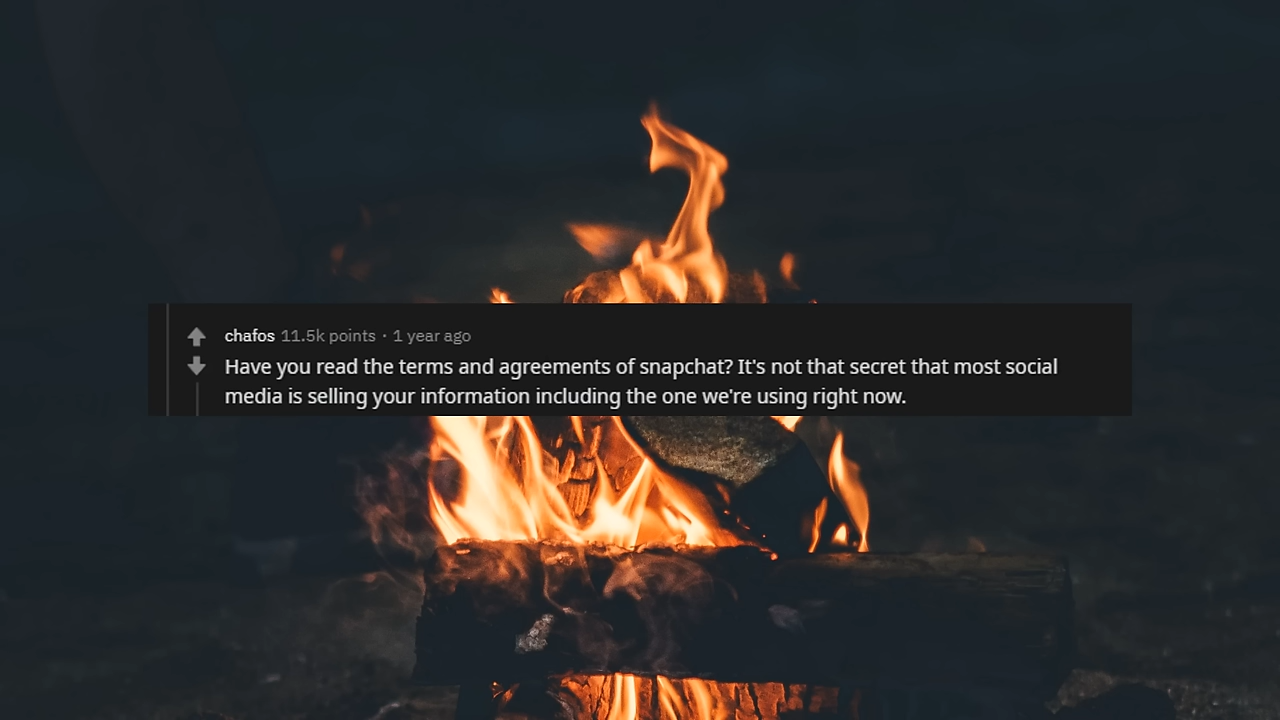 chafos 11.5k points · 1 year ago
Have you read the terms and agreements of snapchat? It's not that secret that most social
media is selling your information including the one we're using right now.